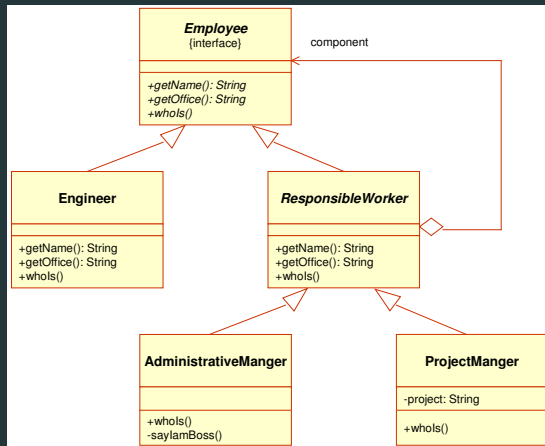 Employee
{interface}
component
+getName(): String
+getOffice(): String
+whoIs()
Engineer
+getName(): String
+getOffice(): String
+whoIs()
ResponsibleWorker
+getName(): String
+getOffice(): String
+whoIs()
AdministrativeManger
+whoIs()
-sayIamBoss()
ProjectManger
-project: String
+whoIs()